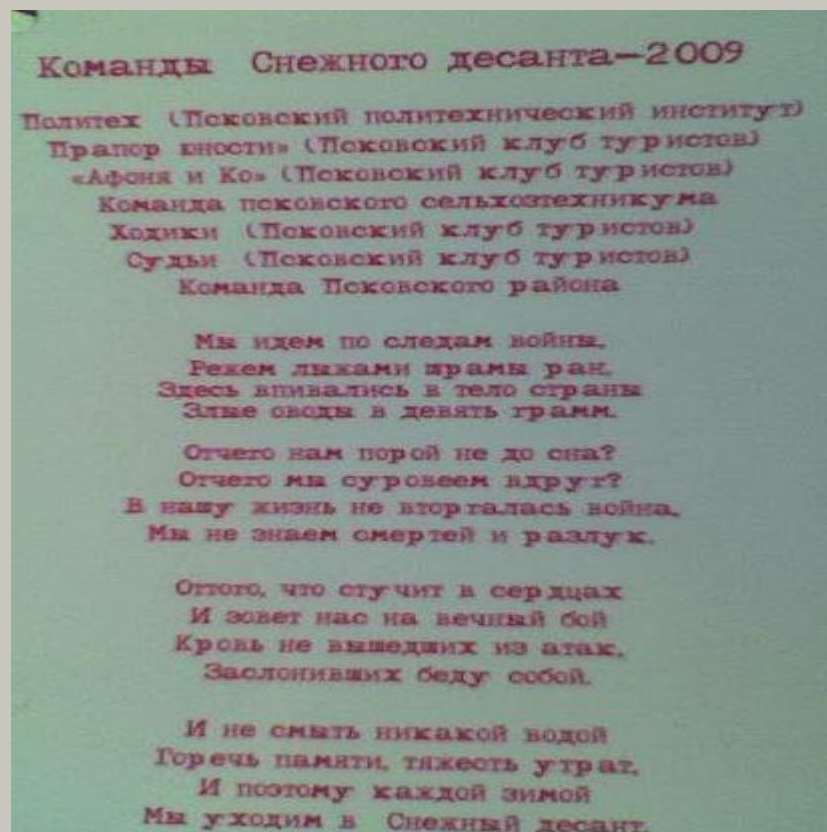 Команды Снежного десанта—2009
Политех (Псковский политехнический институт)
Прапор юности» (Псковский клуб туристов)
«Афоня и Ко» (Псковский клуб туристов)
Команда псковского сельхозтехникума
Ходики (Псковский клуб туристов)
Судьи (Псковский клуб туристов)
Команда Псковского района
Мы идем по следам войны,
Режем лыжами шрамы ран,
Здесь впивались в тело страны
Злые оводы в девять грамм.
Отчего нам порой не до сна?
Отчего мы суровеем вдруг?
В нашу жизнь не вторгалась война,
Мы не знаем смертей и разлук.
Оттого, что стучит в сердцах
И зовет нас на вечный бой
Кровь не вышедших из атак,
Заслонивших беду собой.
И не смыть никакой водой
Горечь памяти, тяжесть утрат,
И поэтому каждой зимой
Мы уходим в Снежный десант.